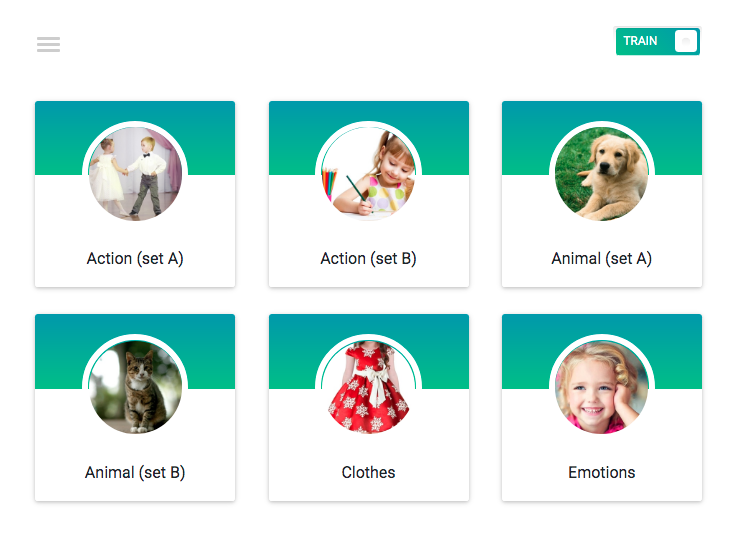 TRAIN
Action (set A)
Action (set B)
Animal (set A)
Animal (set B)
Clothes
Emotions